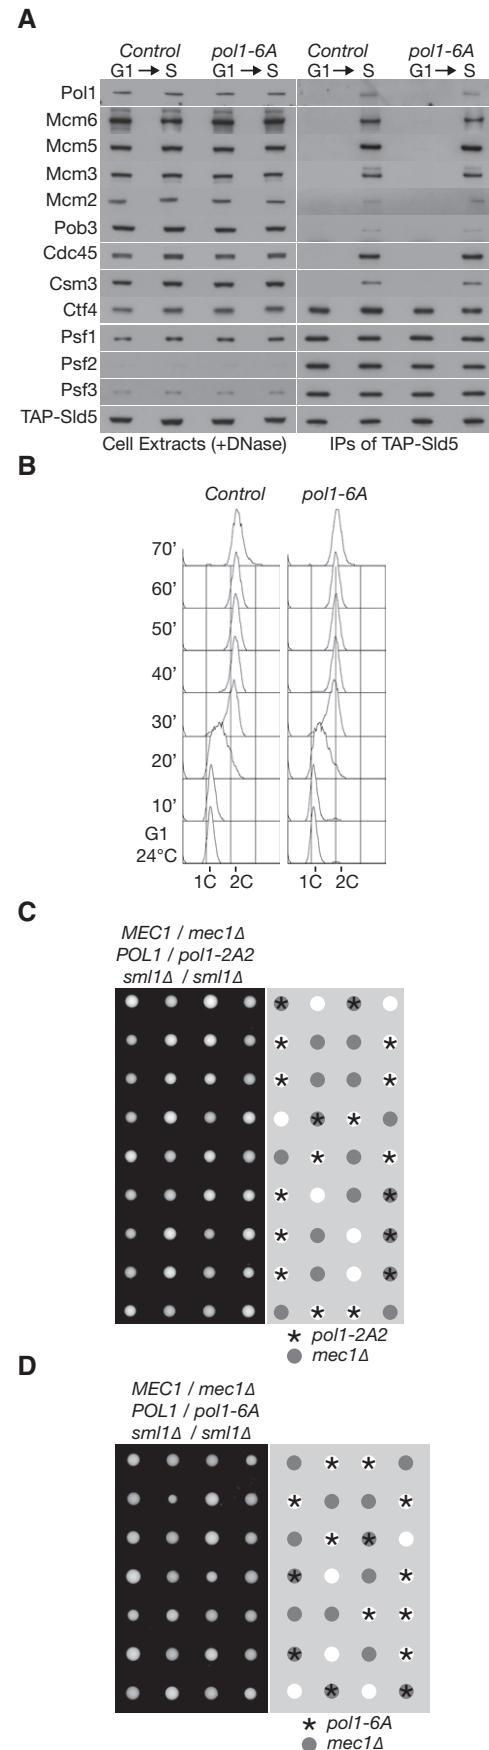 A
Control pol1-6A Control pol1-6A
G1 → S G1 → S G1 → S G1 → S
Pol1
Mcm6
Mcm5
Mcm3
Mcm2
Pob3
Cdc45
Csm3
Ctf4
Psf1
Psf2
Psf3
TAP-Sld5
Cell Extracts (+DNase) IPs of TAP-Sld5
B
Control pol1-6A
70’
60’
50’
40’
30’
20’
10’
G1
24°C
1C 2C 1C 2C
C
MEC1 / mec1Δ
POL1 / pol1-2A2
sml1Δ / sml1Δ
* pol1-2A2
mec1Δ
D
MEC1 / mec1Δ
POL1 / pol1-6A
sml1Δ / sml1Δ
* pol1-6A
mec1Δ